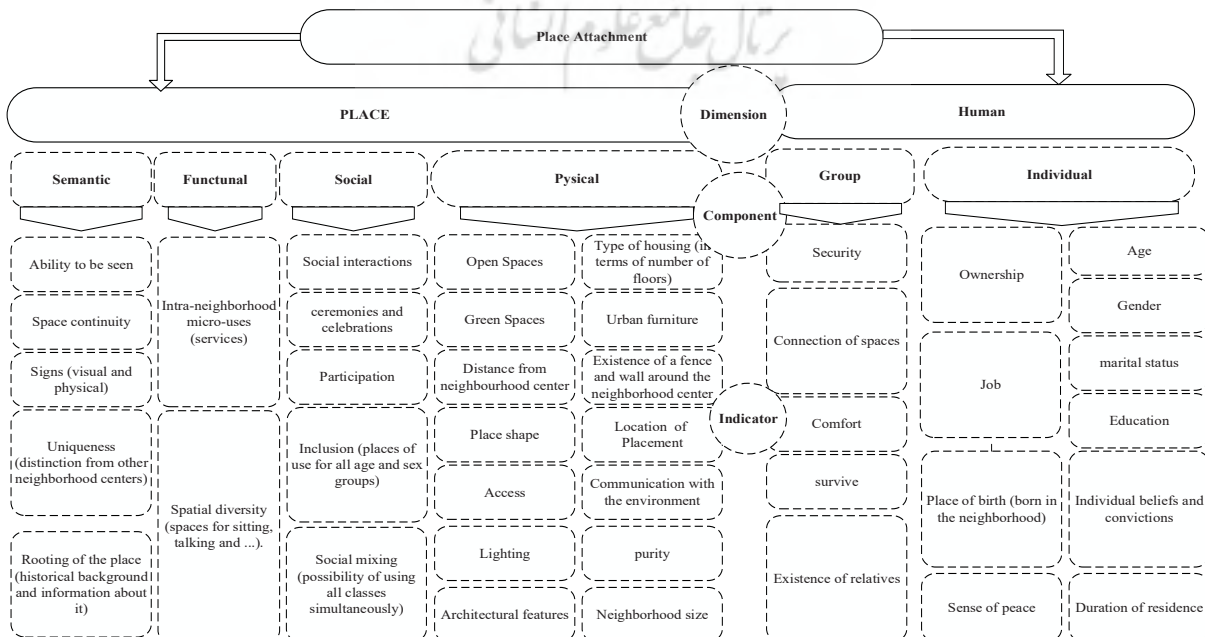 پرتال جامع علوم انسانی
Place Attachment
PLACE
Dimension
Human
Semantic
Functunal
Social
Pysical
Component
Group
Individual
Ability to be seen
Space continuity
Signs (visual and
physical)
Uniqueness
(distinction from other
neighborhood centers)
Rooting of the place
(historical background
and information about
it)
Intra-neighborhood
micro-uses
(services)
Spatial diversity
(spaces for sitting,
talking and ...).
Social interactions
ceremonies and
celebrations
Participation
Inclusion (places of
use for all age and sex
groups)
Social mixing
(possibility of using
all classes
simultaneously)
Open Spaces
Green Spaces
Distance from
neighbourhood center
Place shape
Access
Lighting
Architectural features
Type of housing (in
terms of number of
floors)
Urban furniture
Existence of a fence
and wall around the
neighborhood center
Location of
Placement
Communication with
the environment
purity
Neighborhood size
Indicator
Security
Connection of spaces
Comfort
survive
Existence of relatives
Ownership
Job
Place of birth (born in
the neighborhood)
Sense of peace
Age
Gender
marital status
Education
Individual beliefs and
convictions
Duration of residence